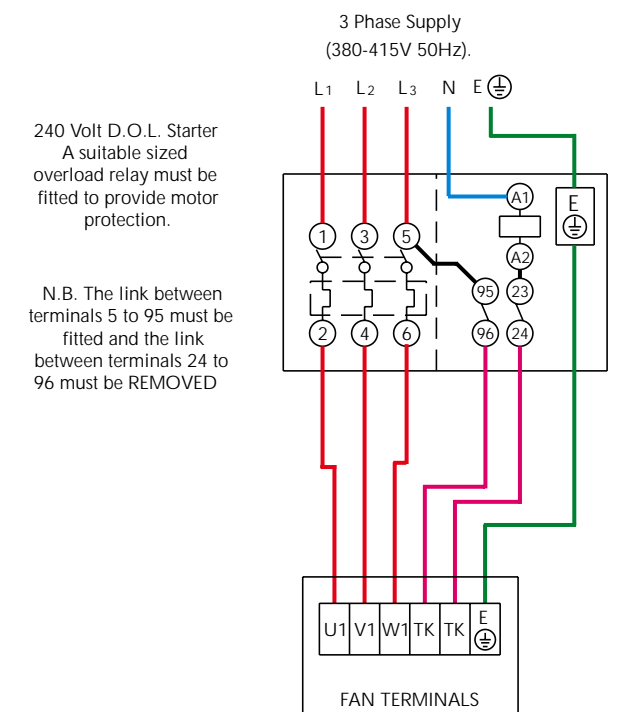 3 Phase Supply
(380-415V 50Hz).
L1 L2 L3 N E
240 Volt D.O.L. Starter
A suitable sized
overload relay must be
fitted to provide motor
protection.
N.B. The link between
terminals 5 to 95 must be
fitted and the link
between terminals 24 to
96 must be REMOVED
A1
E
1 3 5
A2
95 23
2 4 6 96 24
U1 V1 W1 TK TK E
FAN TERMINALS